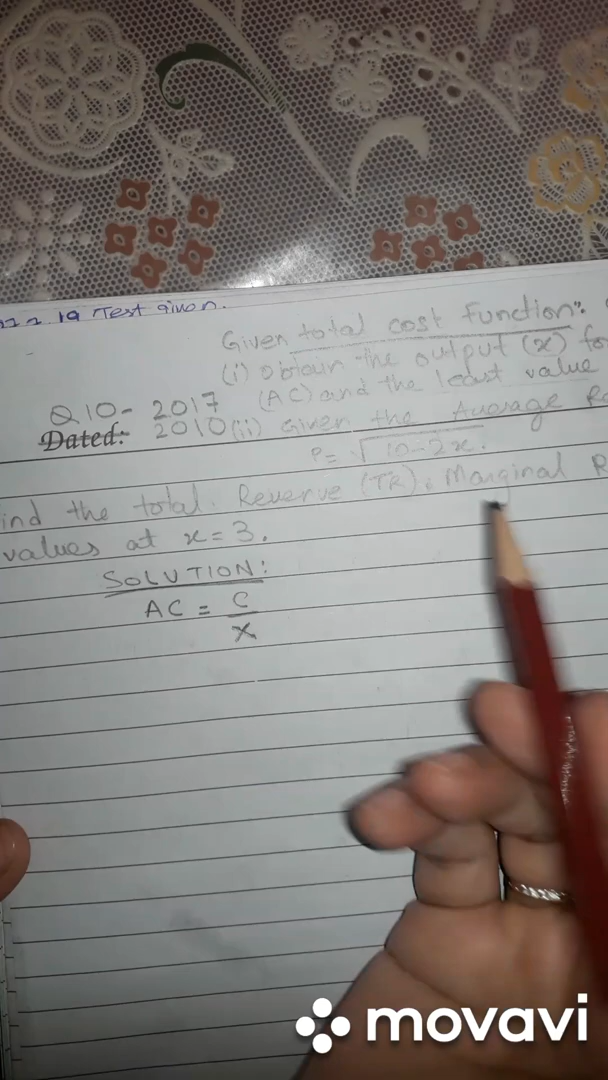 19 Test given.
Given total cost function:
(i) obtain the output (x) for
Q10- 2017 (AC) and the least value
Dated: 2010 (ii) Given the Average
P = √10-2x.
ind the total Revenue (TR), Marginal R
values at x = 3.
SOLUTION:
AC = C
X
movavi